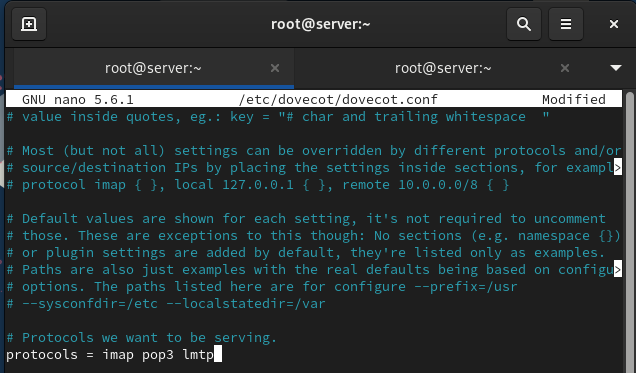 root@server:~
root@server:~
root@server:~
GNU nano 5.6.1 /etc/dovecot/dovecot.conf Modified
# value inside quotes, eg.: key = "# char and trailing whitespace  "
# Most (but not all) settings can be overridden by different protocols and/or
# source/destination IPs by placing the settings inside sections, for exampl>
# protocol imap { }, local 127.0.0.1 { }, remote 10.0.0.0/8 { }
# Default values are shown for each setting, it's not required to uncomment
# those. These are exceptions to this though: No sections (e.g. namespace {})
# or plugin settings are added by default, they're listed only as examples.
# Paths are also just examples with the real defaults being based on configu>
# options. The paths listed here are for configure --prefix=/usr
# --sysconfdir=/etc --localstatedir=/var
# Protocols we want to be serving.
protocols = imap pop3 lmtp